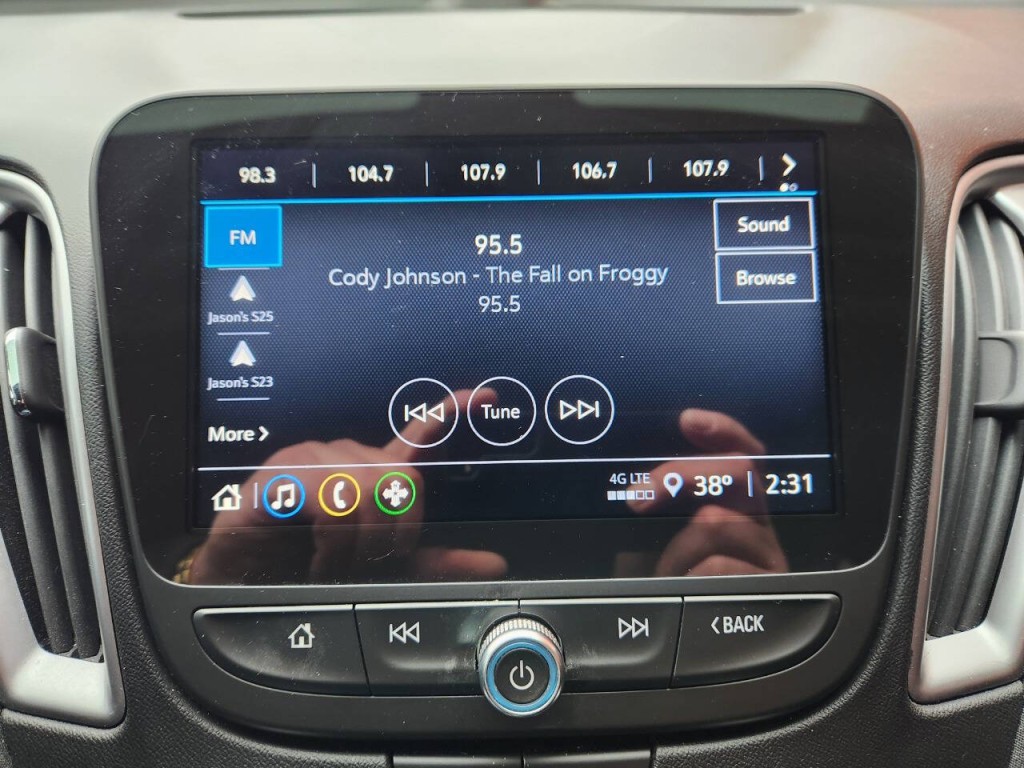 98.3 | 104.7 | 107.9 | 106.7 | 107.9 |
FM
Sound
95.5
Cody Johnson - The Fall on Froggy
95.5
Browse
Jason's S25
Jason's S23
Tune
More
4G LTE
38° | 2:31
BACK